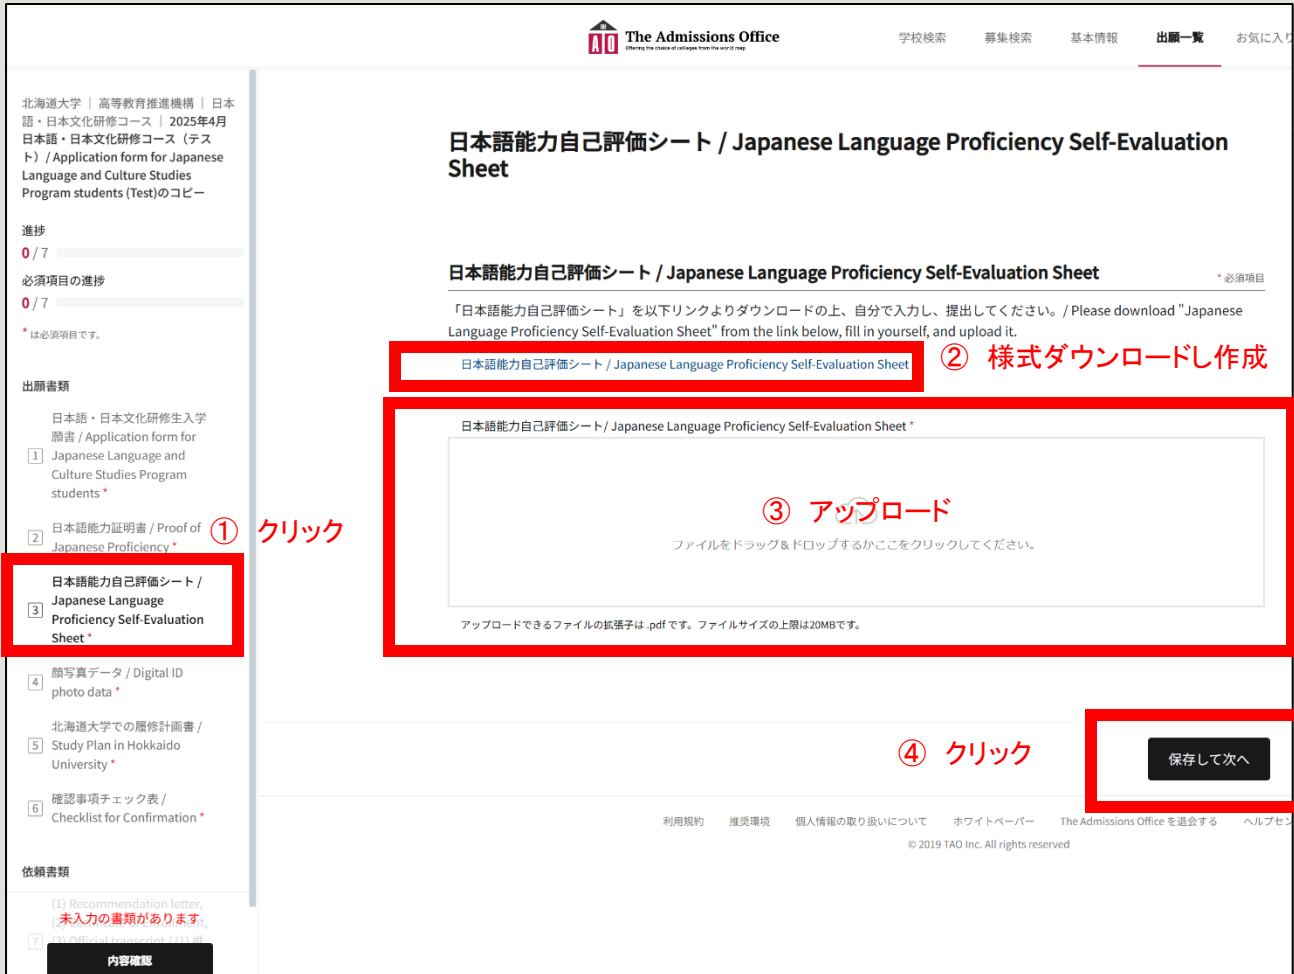 The Admissions Office
Offering the choice of colleges from the world map
学校検索
募集検索
基本情報
出願一覧
お気に入り
北海道大学 | 高等教育推進機構 | 日本
語・日本文化研修コース | 2025年4月
日本語・日本文化研修コース（テス
ト）/ Application form for Japanese
Language and Culture Studies
Program students (Test)のコピー
進捗
0 / 7
必須項目の進捗
0 / 7
* は必須項目です。
出願書類
日本語・日本文化研修生入学
願書 / Application form for
1 Japanese Language and
Culture Studies Program
students *
日本語能力証明書 / Proof of
2
Japanese Proficiency *
① クリック
日本語能力自己評価シート /
Japanese Language
3
Proficiency Self-Evaluation
Sheet *
顔写真データ / Digital ID
4
photo data *
北海道大学での履修計画書 /
5 Study Plan in Hokkaido
University *
確認事項チェック表 /
6
Checklist for Confirmation *
依頼書類
(1) Recommendation letter,
未入力の書類があります
7
内容確認
日本語能力自己評価シート / Japanese Language Proficiency Self-Evaluation
Sheet
日本語能力自己評価シート / Japanese Language Proficiency Self-Evaluation Sheet
* 必須項目
「日本語能力自己評価シート」を以下リンクよりダウンロードの上、自分で入力し、提出してください。/ Please download "Japanese
Language Proficiency Self-Evaluation Sheet" from the link below, fill in yourself, and upload it.
日本語能力自己評価シート / Japanese Language Proficiency Self-Evaluation Sheet
② 様式ダウンロードし作成
日本語能力自己評価シート/ Japanese Language Proficiency Self-Evaluation Sheet *
③ アップロード
ファイルをドラッグ＆ドロップするかここをクリックしてください。
アップロードできるファイルの拡張子は .pdf です。ファイルサイズの上限は20MBです。
④ クリック
保存して次へ
利用規約
推奨環境
個人情報の取り扱いについて
ホワイトペーパー
The Admissions Office を退会する
ヘルプセン
© 2019 TAO Inc. All rights reserved